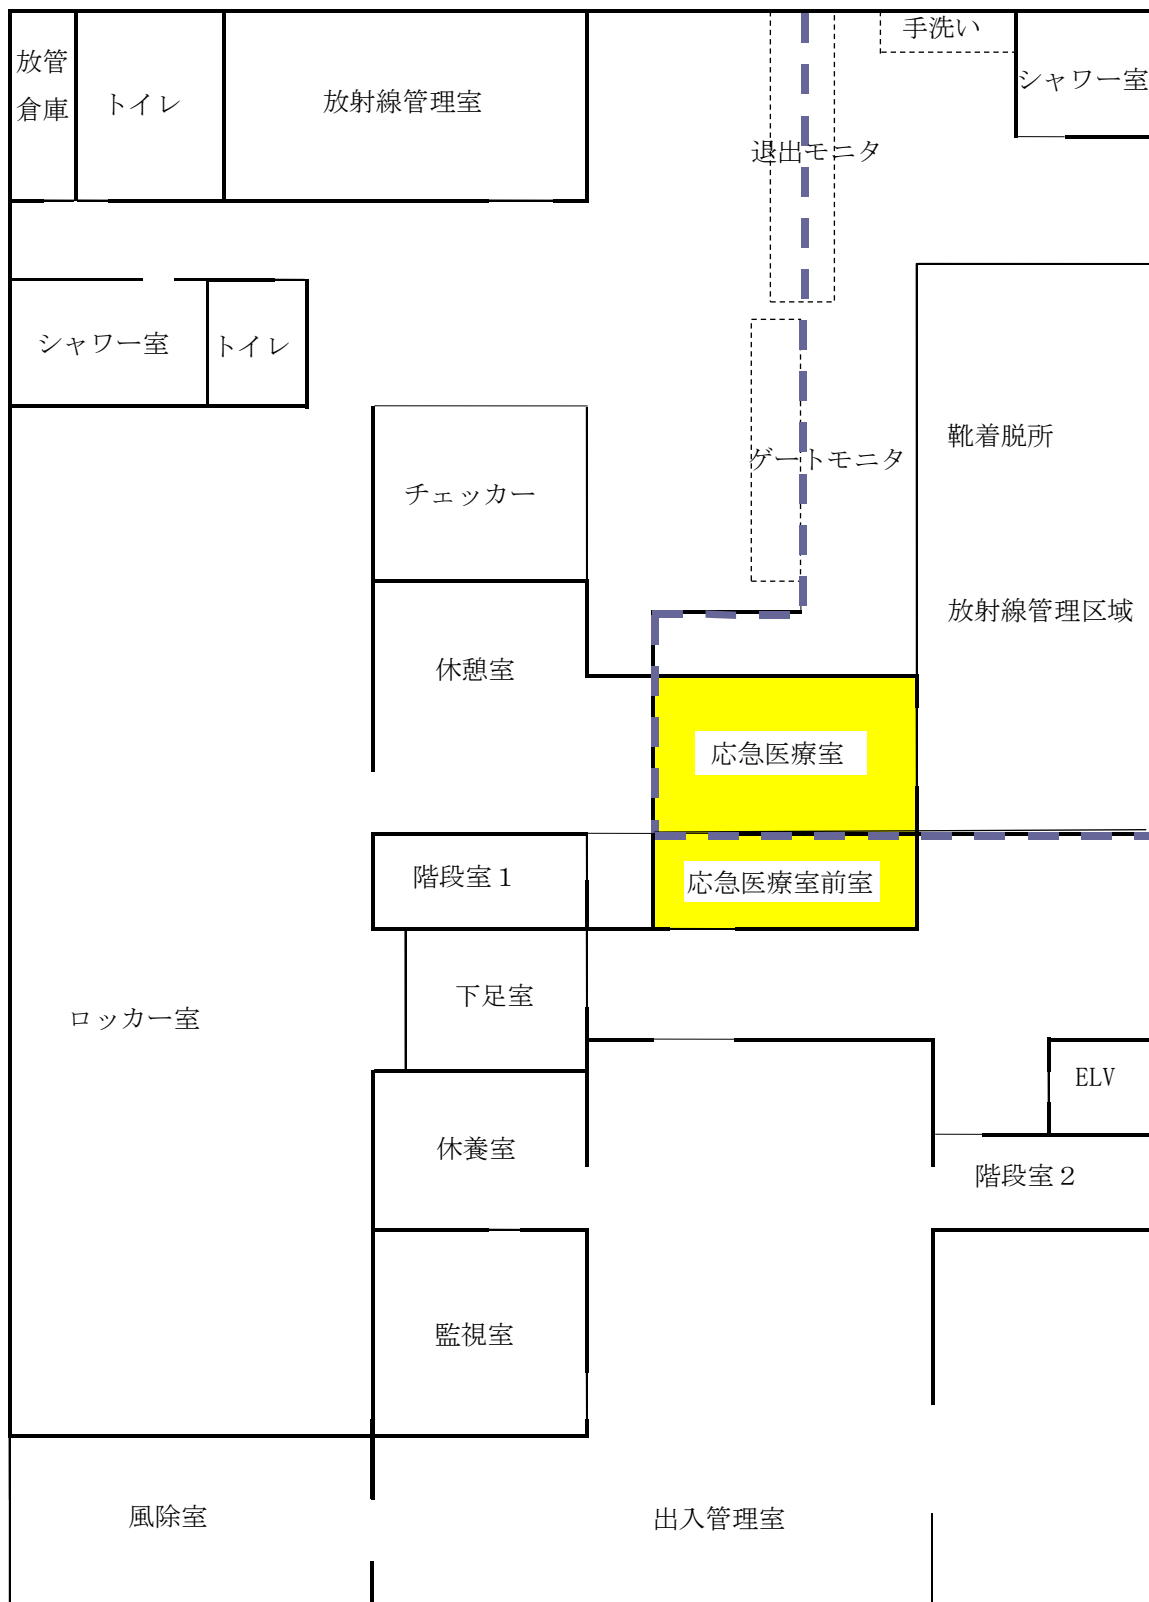 手洗い
放管
倉庫
トイレ
放射線管理室
シャワー室
退出モニタ
シャワー室
トイレ
靴着脱所
ゲートモニタ
チェッカー
放射線管理区域
休憩室
応急医療室
階段室１
応急医療室前室
下足室
ロッカー室
ELV
休養室
階段室２
監視室
風除室
出入管理室